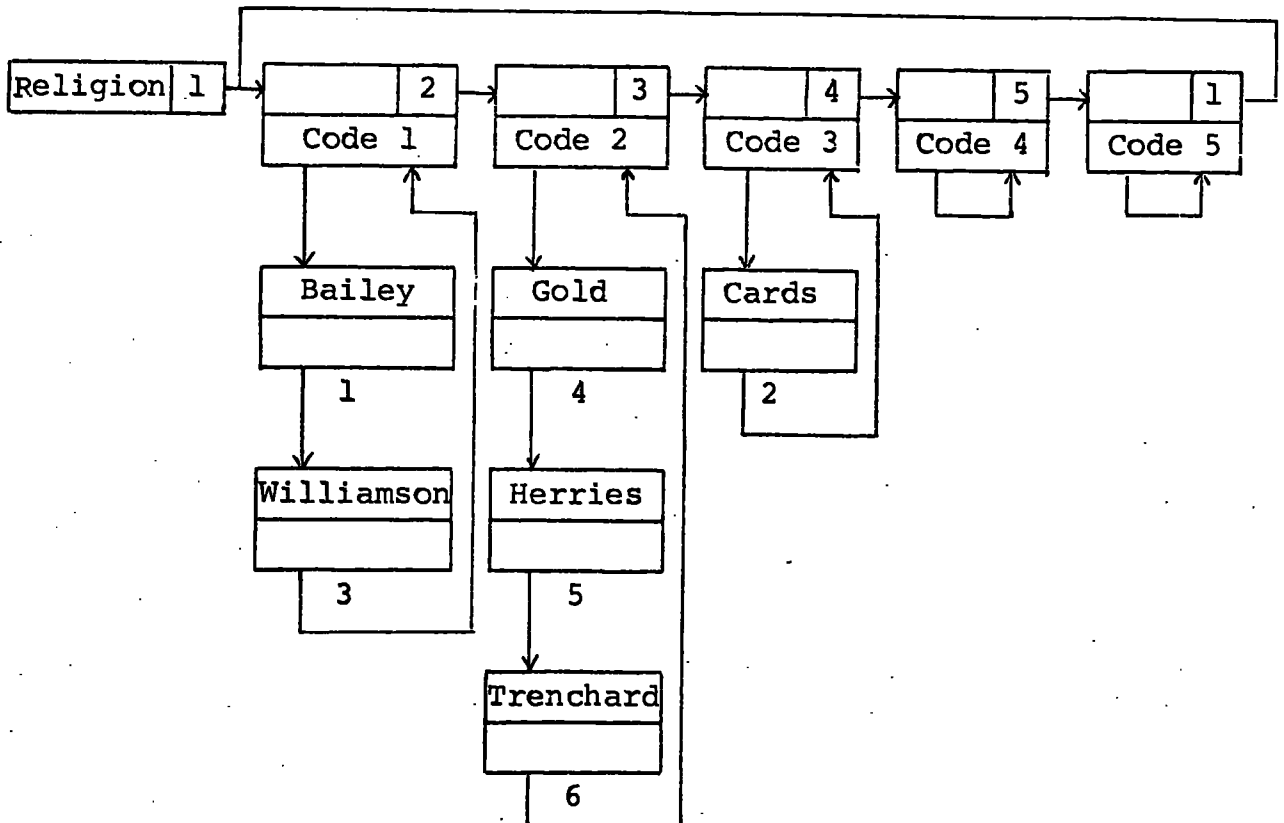 Religion 1 2 3 4 5 1
Code 1 Code 2 Code 3 Code 4 Code 5
Bailey Gold Cards
1 4 2
Williamson Herries
3 5
Trenchard
6